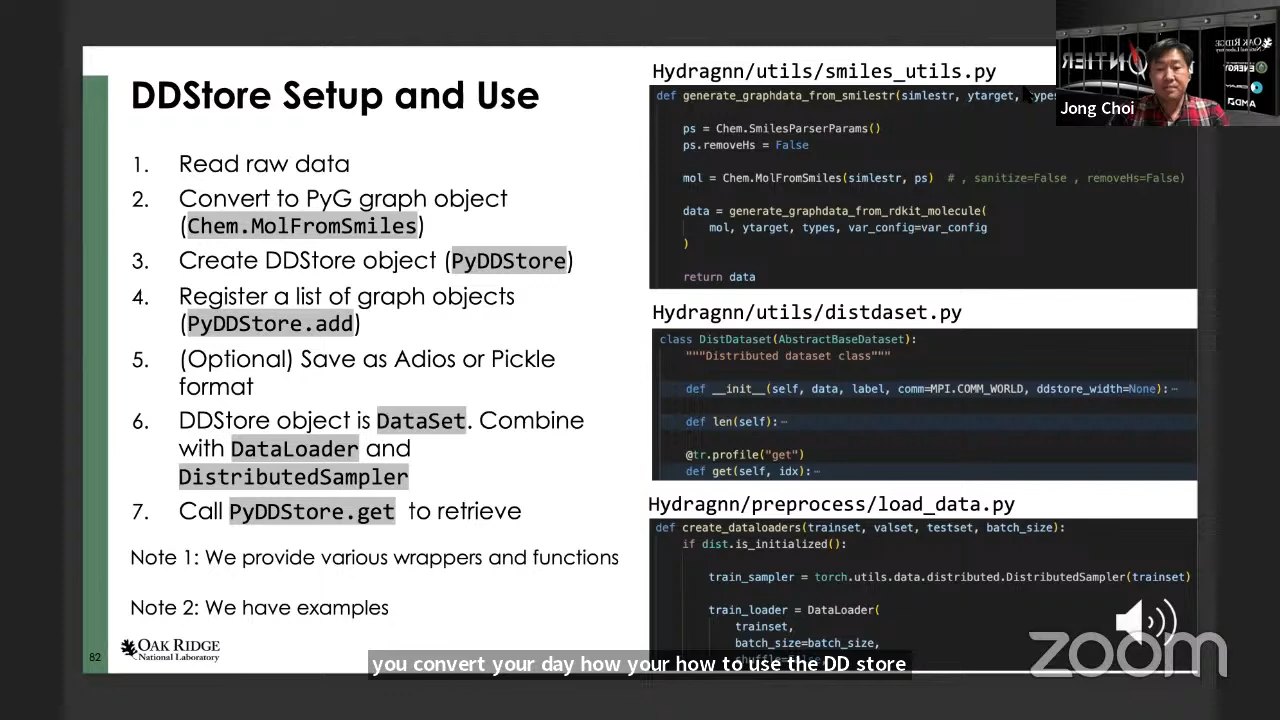 DDStore Setup and Use
1. Read raw data
2. Convert to PyG graph object
(Chem.MolFromSmiles)
3. Create DDStore object (PyDDStore)
4. Register a list of graph objects
(PyDDStore.add)
5. (Optional) Save as Adios or Pickle
format
6. DDStore object is DataSet. Combine
with DataLoader and
DistributedSampler
7. Call PyDDStore.get to retrieve
Note 1: We provide various wrappers and functions
Note 2: We have examples
82
OAK RIDGE
National Laboratory
Hydragnn/utils/smiles_utils.py
def generate_graphdata_from_smilestr(simlestr, ytarget, types
ps = Chem.SmilesParserParams()
ps.removeHs = False
mol = Chem.MolFromSmiles(simlestr, ps) # , sanitize=False , removeHs=False)
data = generate_graphdata_from_rdkit_molecule(
mol, ytarget, types, var_config=var_config
)
return data
Hydragnn/utils/distdaset.py
class DistDataset(AbstractBaseDataset):
"""Distributed dataset class"""
def __init__(self, data, label, comm=MPI.COMM_WORLD, ddstore_width=None):⋯
def len(self):⋯
@tr.profile("get")
def get(self, idx):⋯
Hydragnn/preprocess/load_data.py
def create_dataloaders(trainset, valset, testset, batch_size):
if dist.is_initialized():
train_sampler = torch.utils.data.distributed.DistributedSampler(trainset)
train_loader = DataLoader(
trainset,
batch_size=batch_size,
you convert your day how your how to use the DD store
Jong Choi
OAK RIDGE
National Laboratory
ENERGY
AMD
zoom